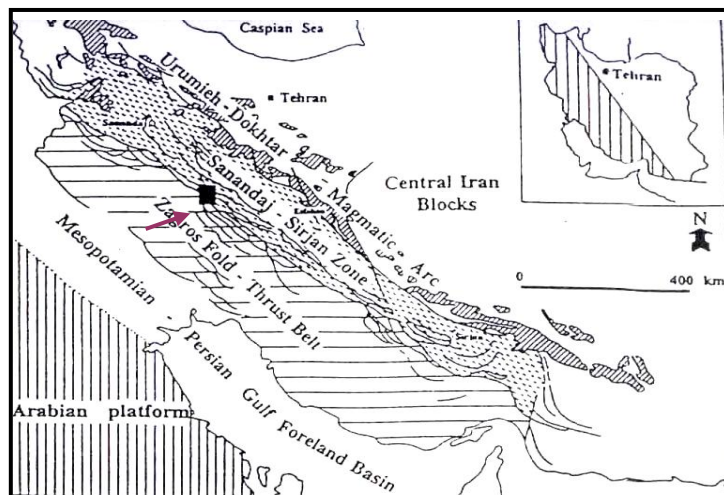 Caspian Sea
Tehran
Tehran
Urumieh - Dokhtar
Magmatic
Arc
Sanandaj - Sirjan Zone
Central Iran
Blocks
N
0 400 km
Zagros Fold - Thrust Belt
Mesopotamian - Persian Gulf Foreland Basin
Arabian platform